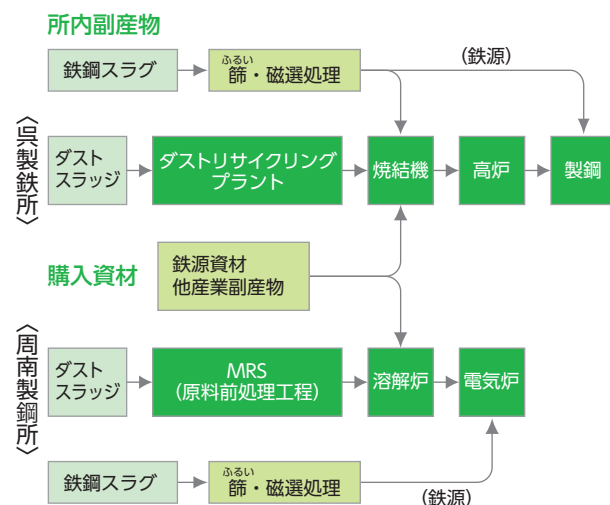 所内副産物
鉄鋼スラグ
ふるい
篩・磁選処理
(鉄源)
〈呉製鉄所〉
ダスト
スラッジ
ダストリサイクリング
プラント
焼結機
高炉
製鋼
購入資材
鉄源資材
他産業副産物
〈周南製鋼所〉
ダスト
スラッジ
MRS
(原料前処理工程)
溶解炉
電気炉
鉄鋼スラグ
ふるい
篩・磁選処理
(鉄源)